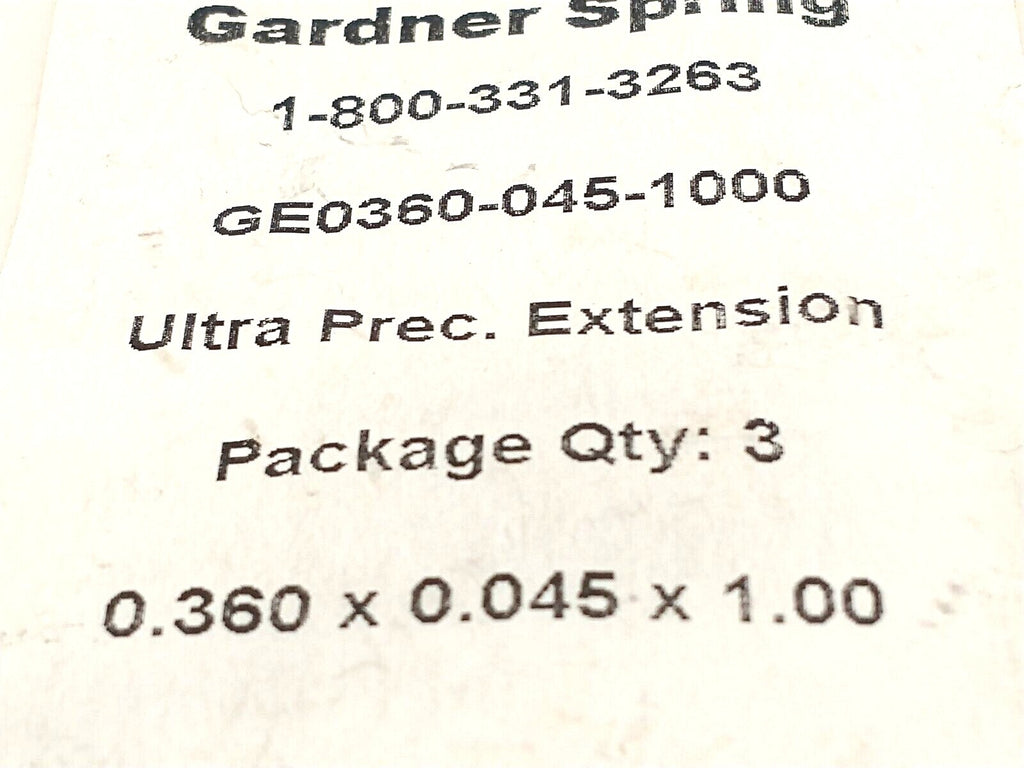 Gardner Spring
1-800-331-3263
GE0360-045-1000
Ultra Prec. Extension
Package Qty: 3
0.360 x 0.045 x 1.00